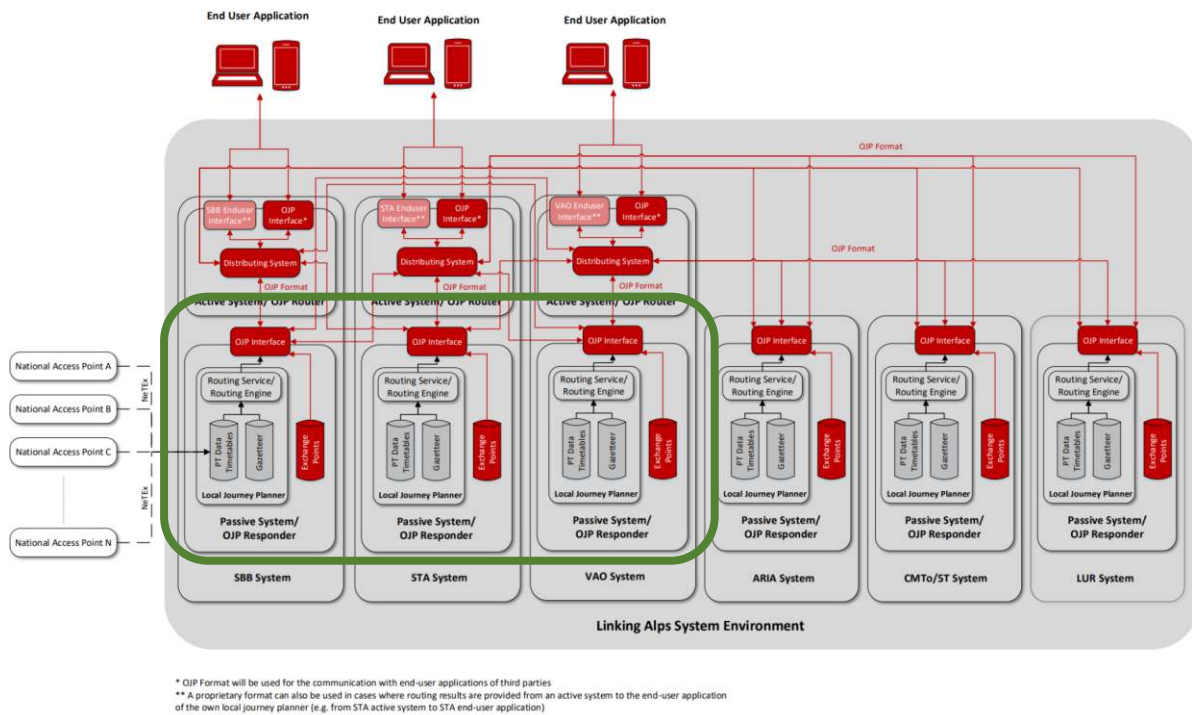 End User Application
End User Application
End User Application
OJP Format
SBB Enduser
Interface**
OJP
Interface*
STA Enduser
Interface**
OJP
Interface*
VAO Enduser
Interface**
OJP
Interface*
OJP Format
Distributing System
Distributing System
Distributing System
OJP Format
OJP Format
OJP Format
Active System/ OJP Router
Active System/ OJP Router
Active System/ OJP Router
OJP Interface
OJP Interface
OJP Interface
OJP Interface
OJP Interface
OJP Interface
National Access Point A
National Access Point B
National Access Point C
National Access Point N
NeTEx
NeTEx
Routing Service/
Routing Engine
PT Data
Timetables
Gazetteer
Exchange
Points
Local Journey Planner
Passive System/
OJP Responder
SBB System
Routing Service/
Routing Engine
PT Data
Timetables
Gazetteer
Exchange
Points
Local Journey Planner
Passive System/
OJP Responder
STA System
Routing Service/
Routing Engine
PT Data
Timetables
Gazetteer
Exchange
Points
Local Journey Planner
Passive System/
OJP Responder
VAO System
Routing Service/
Routing Engine
PT Data
Timetables
Gazetteer
Exchange
Points
Local Journey Planner
Passive System/
OJP Responder
ARIA System
Routing Service/
Routing Engine
PT Data
Timetables
Gazetteer
Exchange
Points
Local Journey Planner
Passive System/
OJP Responder
CMTo/5T System
Routing Service/
Routing Engine
PT Data
Timetables
Gazetteer
Exchange
Points
Local Journey Planner
Passive System/
OJP Responder
LUR System
Linking Alps System Environment
* OJP Format will be used for the communication with end-user applications of third parties
** A proprietary format can also be used in cases where routing results are provided from an active system to the end-user application
of the own local journey planner (e.g. from STA active system to STA end-user application)